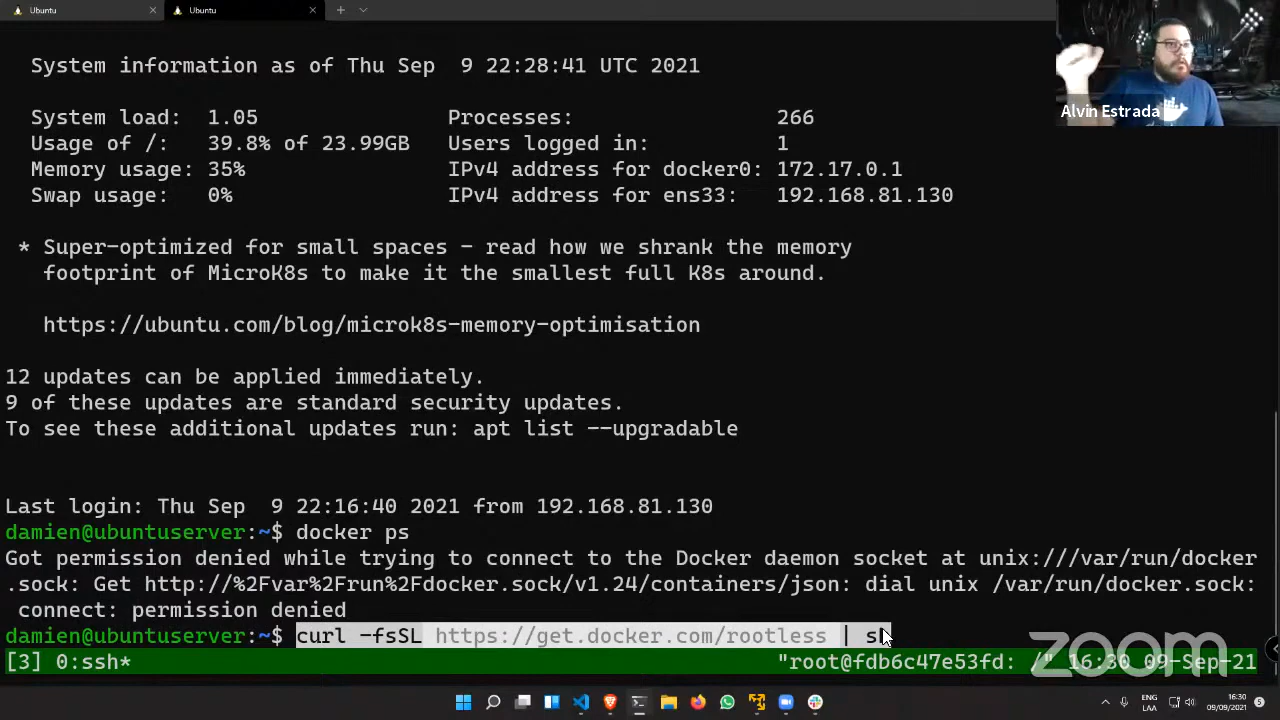 Ubuntu
Ubuntu
System information as of Thu Sep  9 22:28:41 UTC 2021
System load:  1.05 Processes: 266
Usage of /:   39.8% of 23.99GB Users logged in: 1
Memory usage: 35% IPv4 address for docker0: 172.17.0.1
Swap usage:   0% IPv4 address for ens33: 192.168.81.130
* Super-optimized for small spaces - read how we shrank the memory
footprint of MicroK8s to make it the smallest full K8s around.
https://ubuntu.com/blog/microk8s-memory-optimisation
12 updates can be applied immediately.
9 of these updates are standard security updates.
To see these additional updates run: apt list --upgradable
Last login: Thu Sep  9 22:16:40 2021 from 192.168.81.130
damien@ubuntuserver:~$ docker ps
Got permission denied while trying to connect to the Docker daemon socket at unix:///var/run/docker
.sock: Get http://%2Fvar%2Frun%2Fdocker.sock/v1.24/containers/json: dial unix /var/run/docker.sock:
connect: permission denied
damien@ubuntuserver:~$ curl -fsSL https://get.docker.com/rootless | sh
[3] 0:ssh* "root@fdb6c47e53fd: /" 16:30 09-Sep-21
Alvin Estrada
zoom
ENG
LAA
16:30
09/09/2021
5